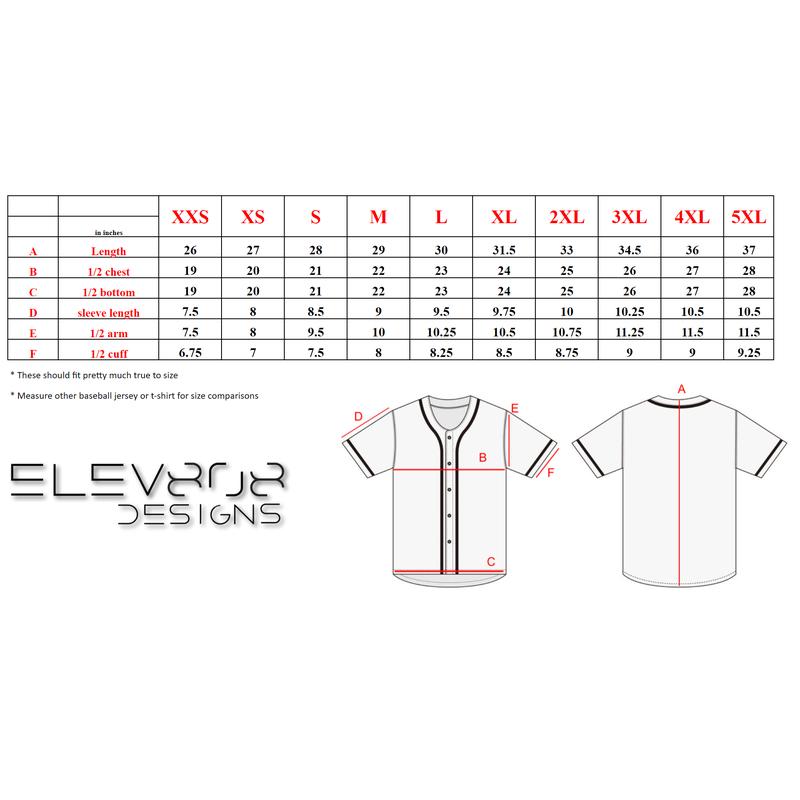 XXS XS S M L XL 2XL 3XL 4XL 5XL
in inches
A Length 26 27 28 29 30 31.5 33 34.5 36 37
B 1/2 chest 19 20 21 22 23 24 25 26 27 28
C 1/2 bottom 19 20 21 22 23 24 25 26 27 28
D sleeve length 7.5 8 8.5 9 9.5 9.75 10 10.25 10.5 10.5
E 1/2 arm 7.5 8 9.5 10 10.25 10.5 10.75 11.25 11.5 11.5
F 1/2 cuff 6.75 7 7.5 8 8.25 8.5 8.75 9 9 9.25
* These should fit pretty much true to size
* Measure other baseball jersey or t-shirt for size comparisons
A
D
E
B
F
C
DESIGNS